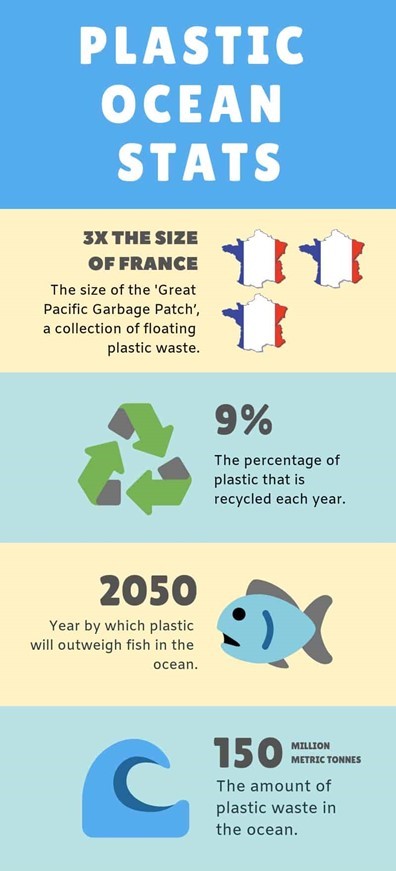 PLASTIC
OCEAN
STATS
3X THE SIZE
OF FRANCE
The size of the 'Great
Pacific Garbage Patch',
a collection of floating
plastic waste.
9%
The percentage of
plastic that is
recycled each year.
2050
Year by which plastic
will outweigh fish in the
ocean.
150 MILLION
METRIC TONNES
The amount of
plastic waste in
the ocean.